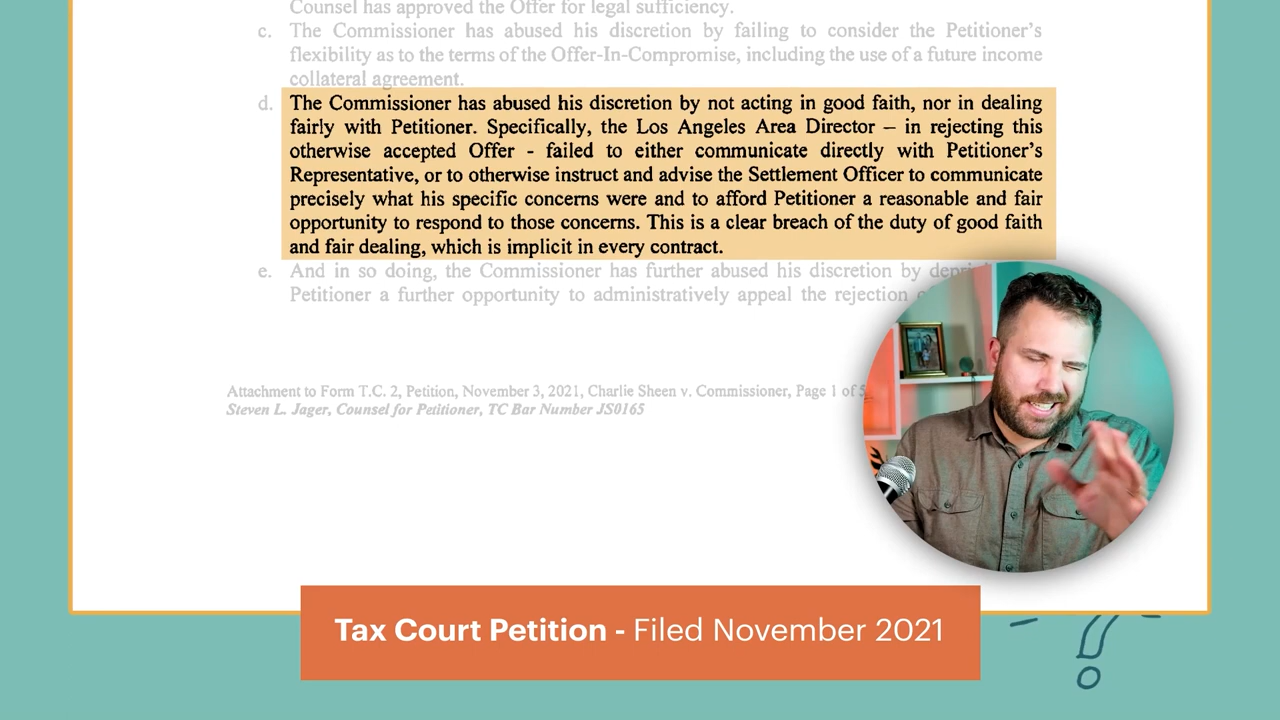 Counsel has approved the Offer for legal sufficiency.
c. The Commissioner has abused his discretion by failing to consider the Petitioner's
flexibility as to the terms of the Offer-In-Compromise, including the use of a future income
collateral agreement.
d. The Commissioner has abused his discretion by not acting in good faith, nor in dealing
fairly with Petitioner. Specifically, the Los Angeles Area Director – in rejecting this
otherwise accepted Offer - failed to either communicate directly with Petitioner's
Representative, or to otherwise instruct and advise the Settlement Officer to communicate
precisely what his specific concerns were and to afford Petitioner a reasonable and fair
opportunity to respond to those concerns. This is a clear breach of the duty of good faith
and fair dealing, which is implicit in every contract.
e. And in so doing, the Commissioner has further abused his discretion by
Petitioner a further opportunity to administratively appeal the rejection
Attachment to Form T.C. 2, Petition, November 3, 2021, Charlie Sheen v. Commissioner, Page 1 of 5
Steven L. Jager, Counsel for Petitioner, TC Bar Number JS0165
Tax Court Petition - Filed November 2021